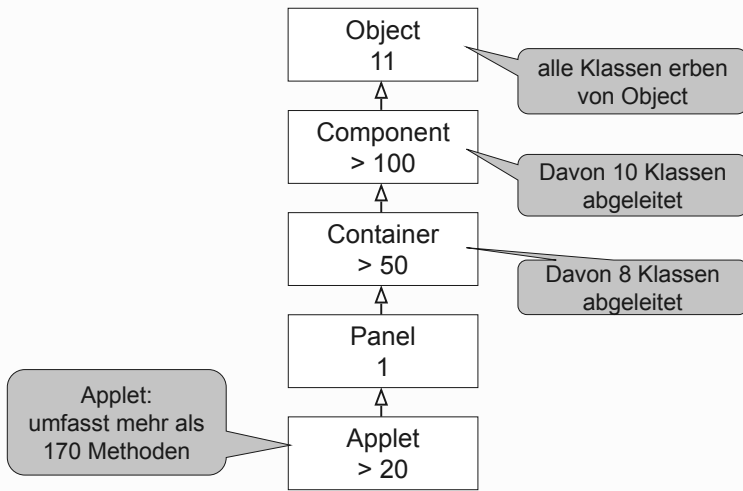 Object
11
alle Klassen erben
von Object
Component
> 100
Davon 10 Klassen
abgeleitet
Container
> 50
Davon 8 Klassen
abgeleitet
Panel
1
Applet:
umfasst mehr als
170 Methoden
Applet
> 20